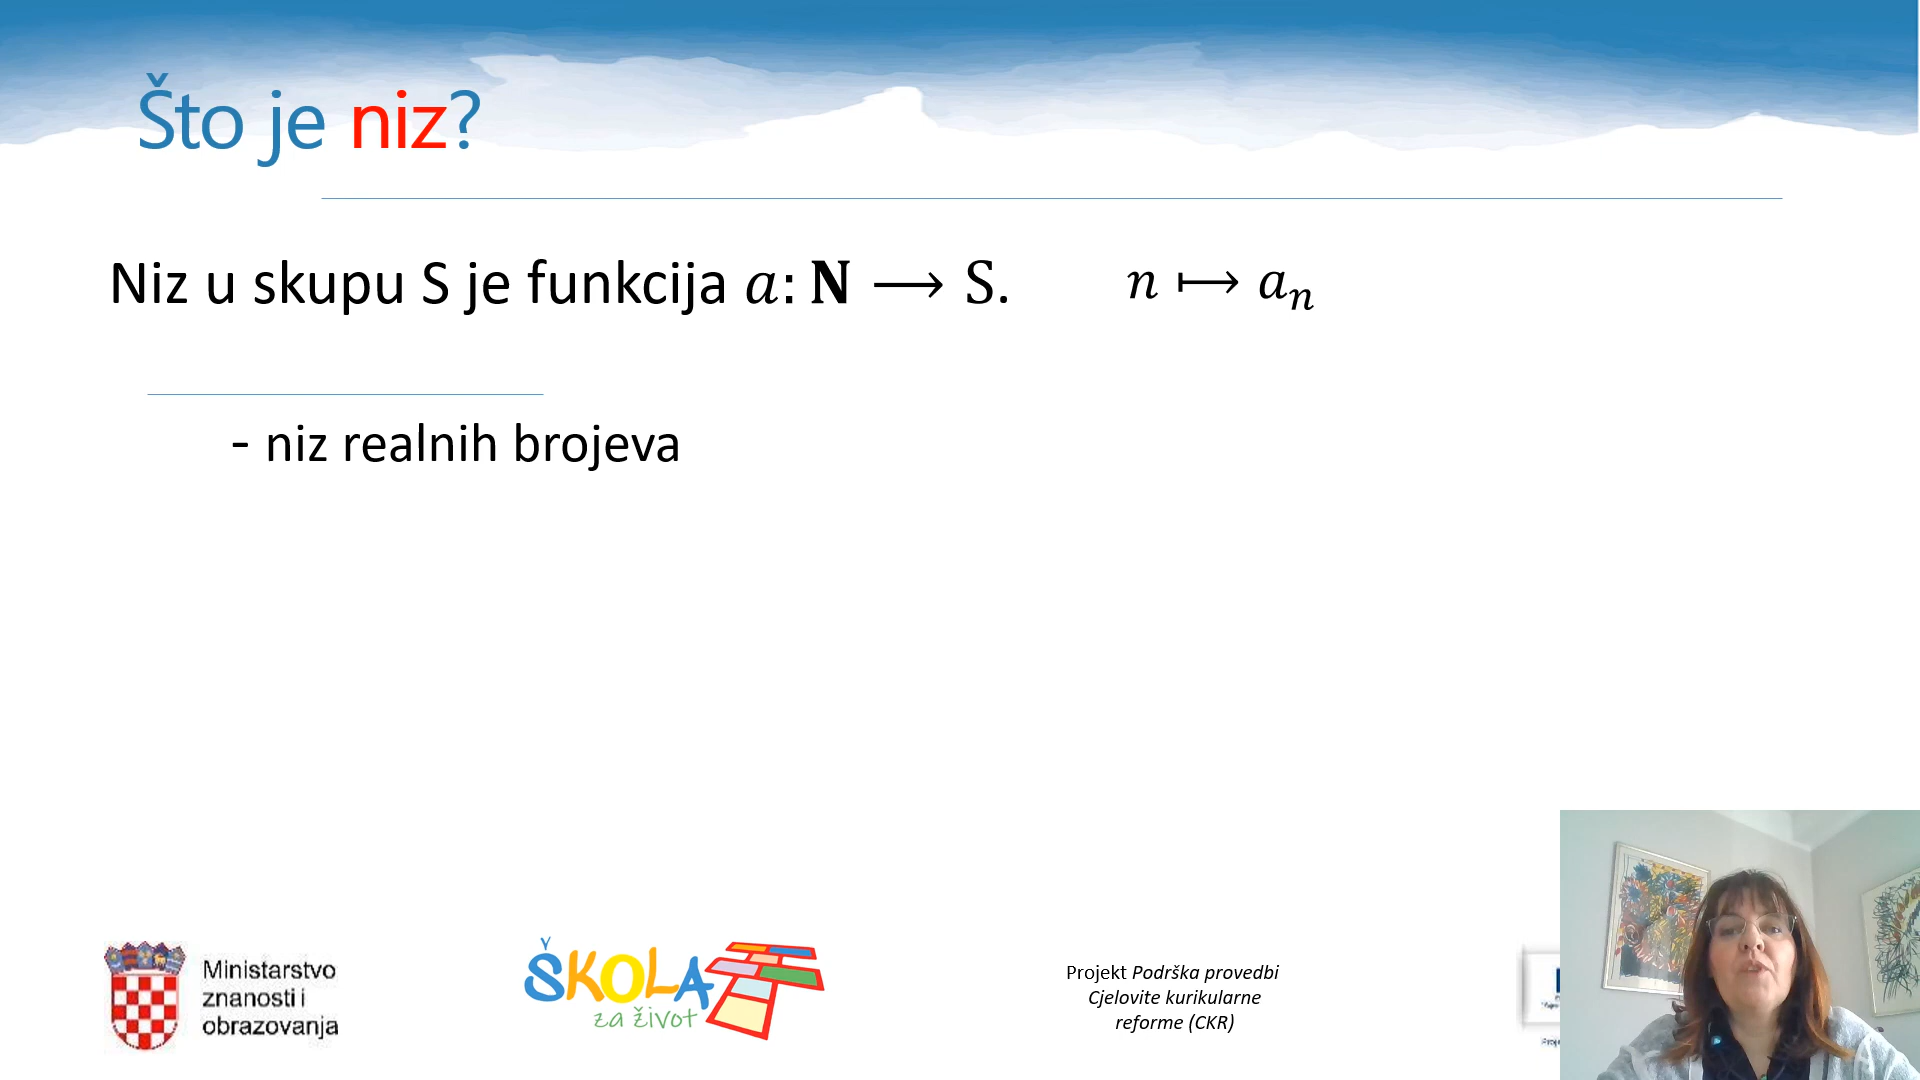 Što je niz?
Niz u skupu S je funkcija 𝑎: 𝐍 ⟶ S. 𝑛 ⟼ 𝑎ₙ
- niz realnih brojeva
Ministarstvo
znanosti i
obrazovanja
ŠKOLA
za život
Projekt Podrška provedbi
Cjelovite kurikularne
reforme (CKR)